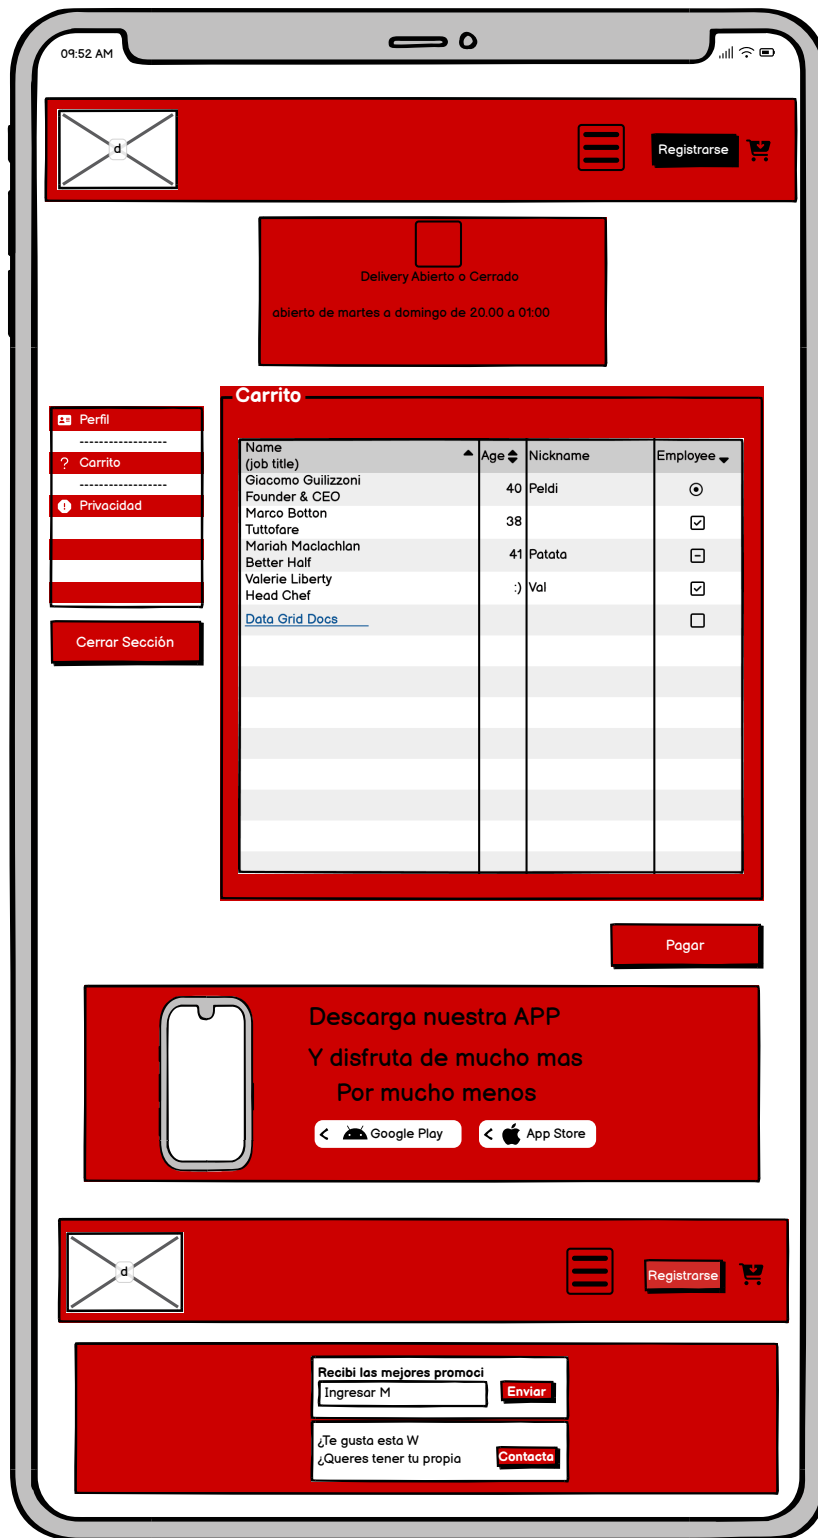 09:52 AM
d
Registrarse
Delivery Abierto o Cerrado
abierto de martes a domingo de 20.00 a 01:00
Perfil
------------------
? Carrito
------------------
Privacidad
Cerrar Sección
Carrito
Name
(job title)
Age
Nickname
Employee
Giacomo Guilizzoni
Founder & CEO
40
Peldi
Marco Botton
Tuttofare
38
Mariah Maclachlan
Better Half
41
Patata
Valerie Liberty
Head Chef
:)
Val
Data Grid Docs
Pagar
Descarga nuestra APP
Y disfruta de mucho mas
Por mucho menos
< Google Play
< App Store
d
Registrarse
Recibi las mejores promoci
Ingresar M
Enviar
¿Te gusta esta W
¿Queres tener tu propia
Contacta